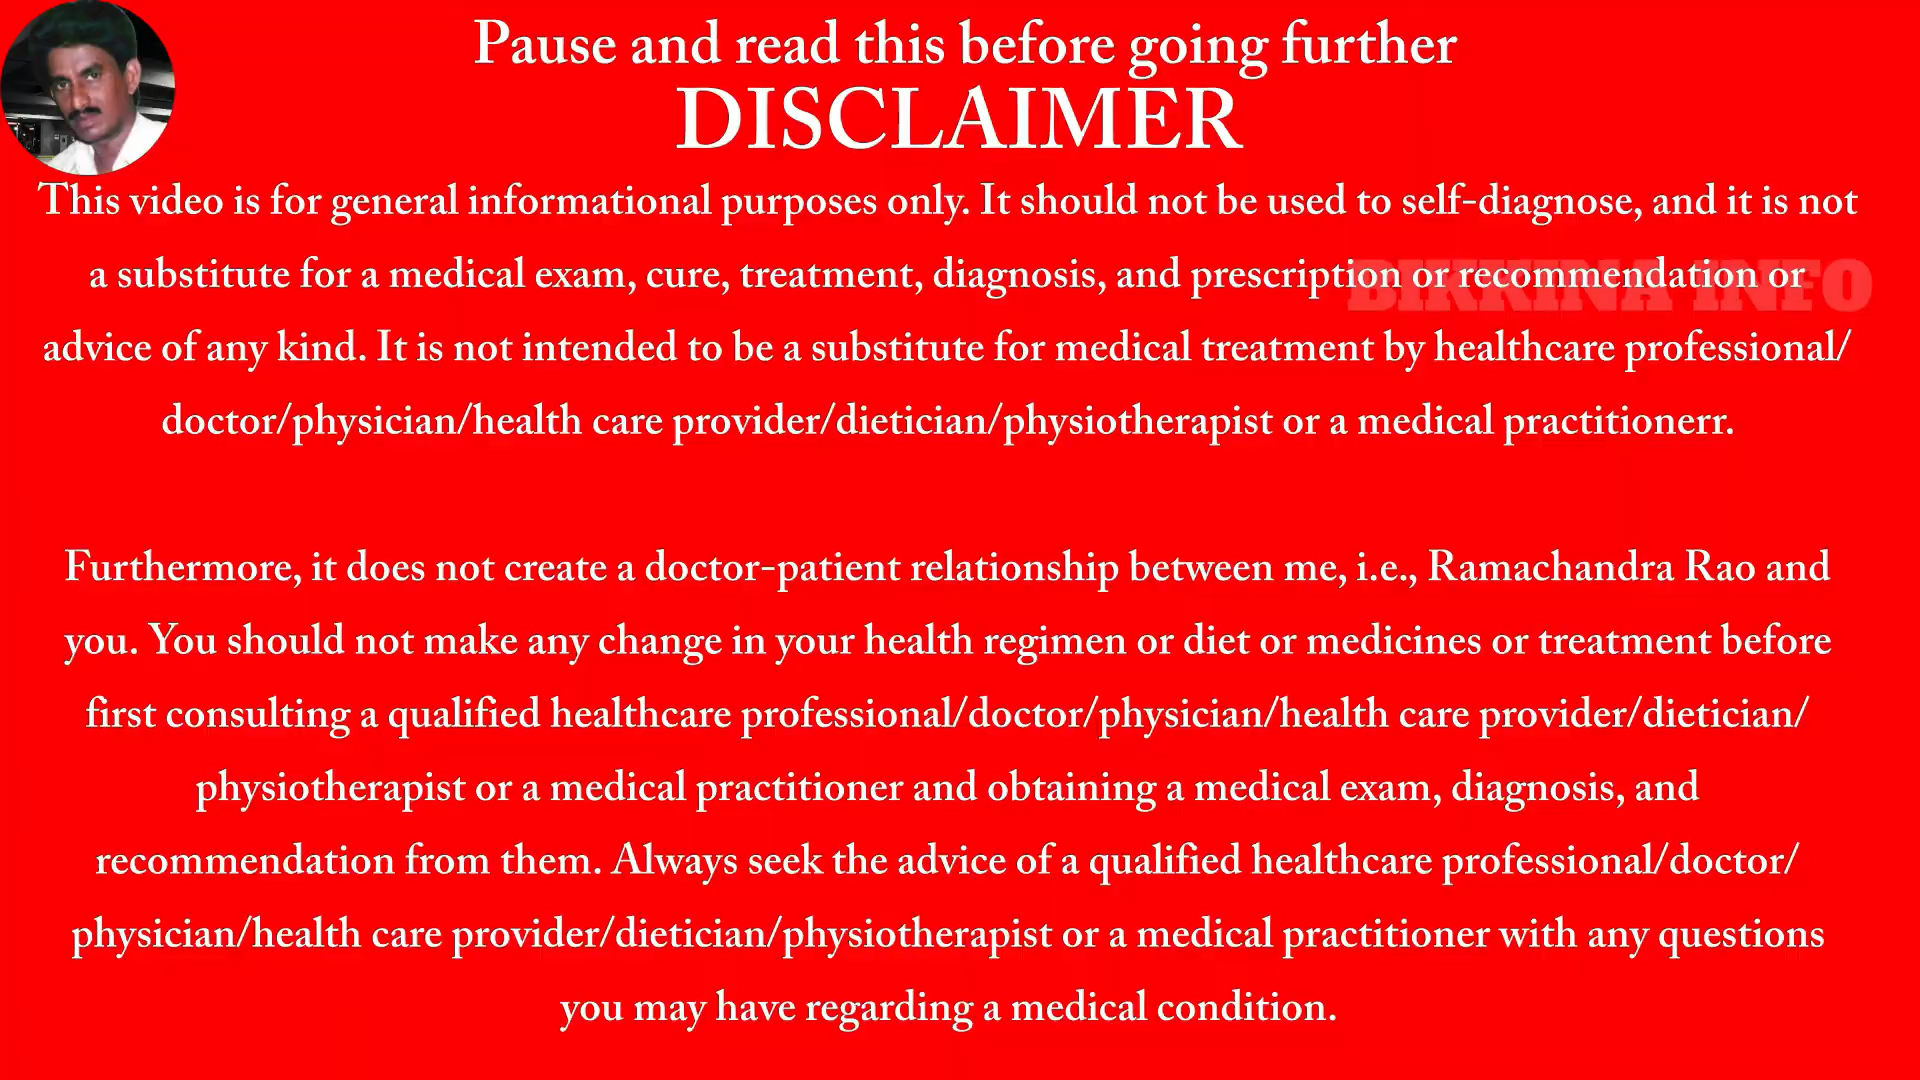 Pause and read this before going further
DISCLAIMER
This video is for general informational purposes only. It should not be used to self-diagnose, and it is not
a substitute for a medical exam, cure, treatment, diagnosis, and prescription or recommendation or
BIKKINA INFO
advice of any kind. It is not intended to be a substitute for medical treatment by healthcare professional/
doctor/physician/health care provider/dietician/physiotherapist or a medical practitionerr.
Furthermore, it does not create a doctor-patient relationship between me, i.e., Ramachandra Rao and
you. You should not make any change in your health regimen or diet or medicines or treatment before
first consulting a qualified healthcare professional/doctor/physician/health care provider/dietician/
physiotherapist or a medical practitioner and obtaining a medical exam, diagnosis, and
recommendation from them. Always seek the advice of a qualified healthcare professional/doctor/
physician/health care provider/dietician/physiotherapist or a medical practitioner with any questions
you may have regarding a medical condition.